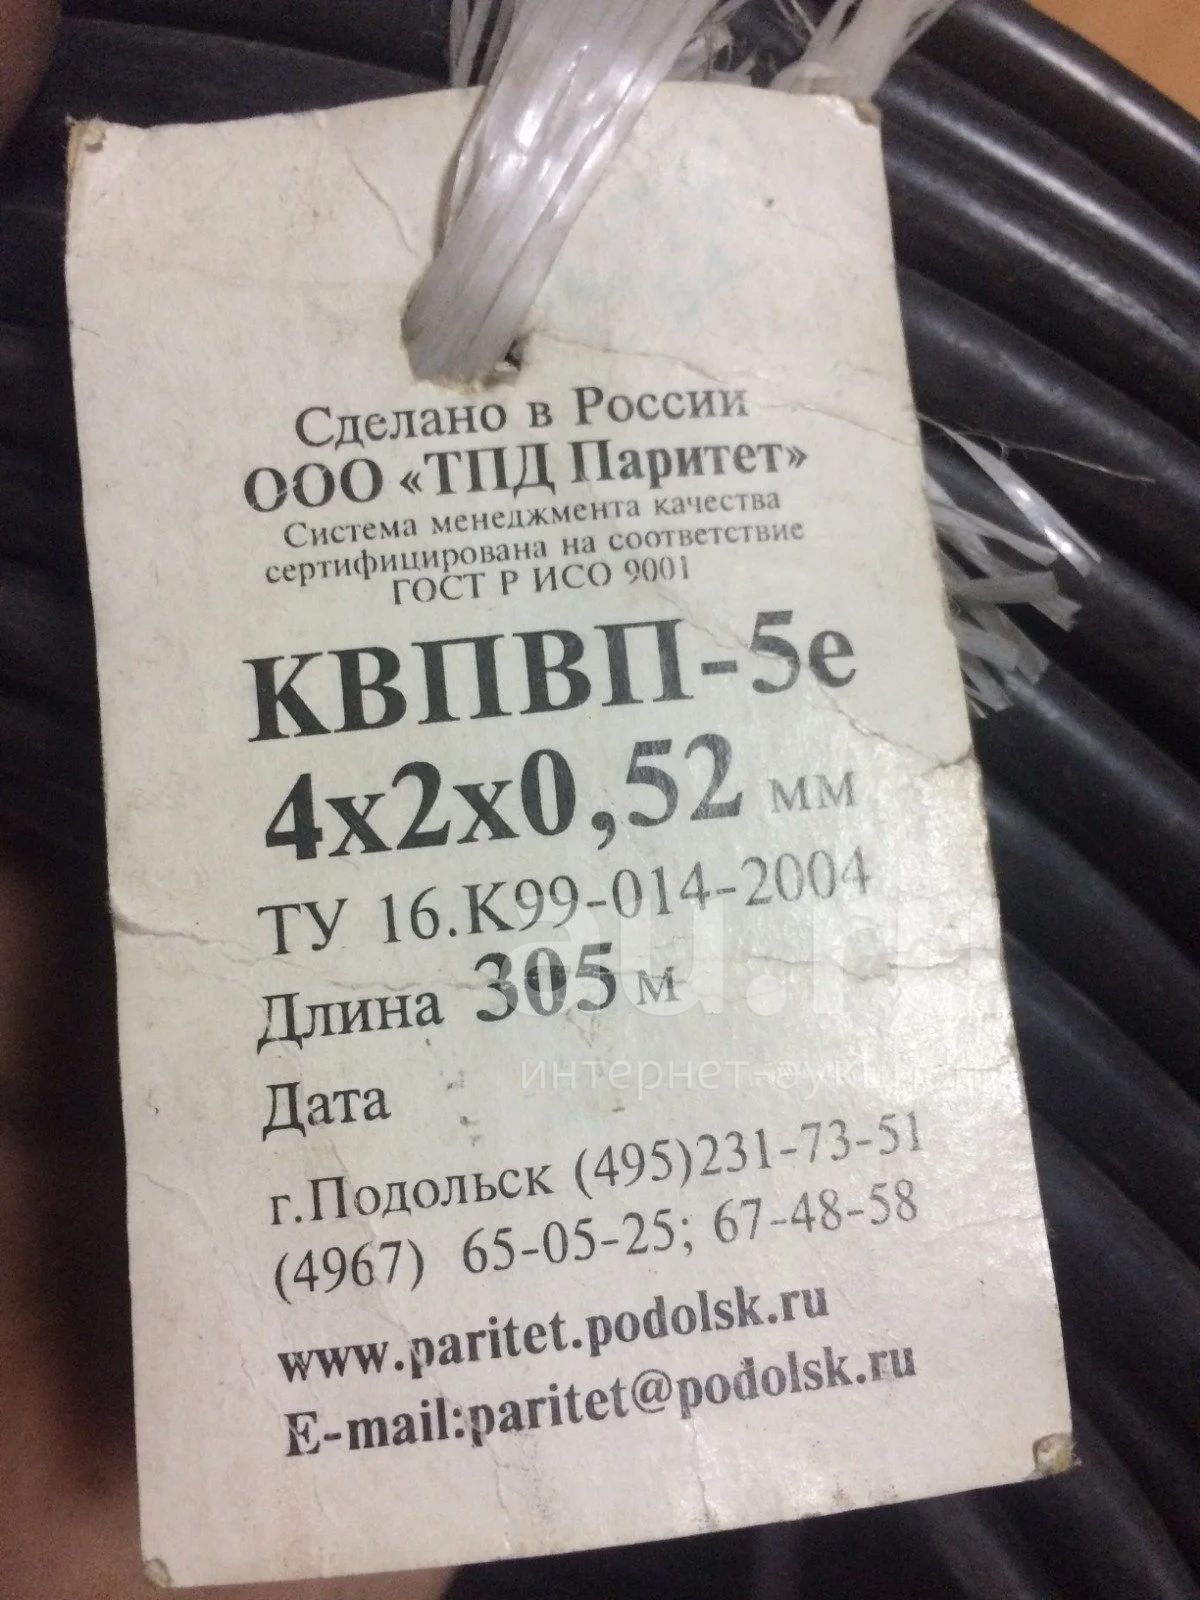 Сделано в России
ООО «ТПД Паритет»
Система менеджмента качества
сертифицирована на соответствие
ГОСТ Р ИСО 9001
КВПВП-5е
4х2х0,52 мм
ТУ 16.К99-014-2004
Длина 305 м
Дата
г.Подольск (495)231-73-51
(4967) 65-05-25; 67-48-58
www.paritet.podolsk.ru
E-mail:paritet@podolsk.ru
au.ru